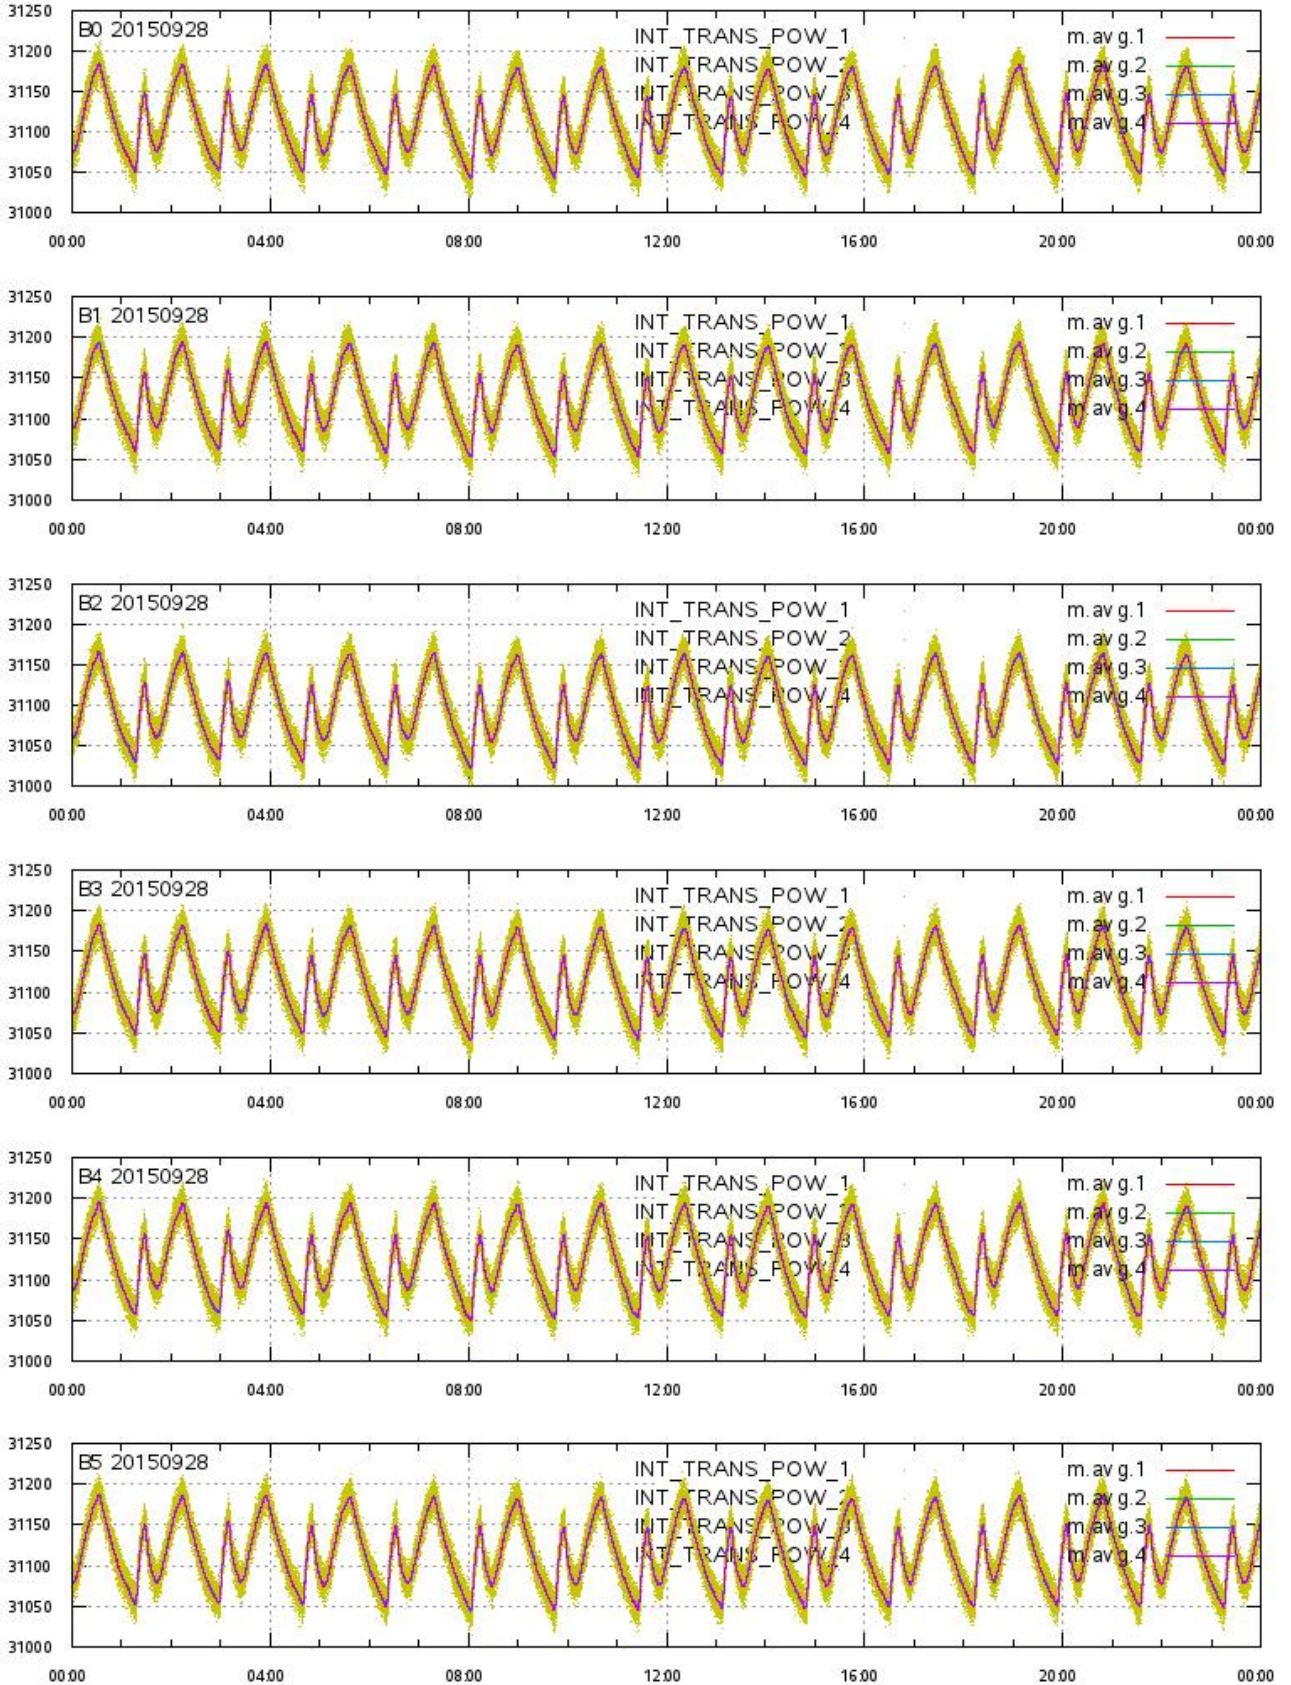 31250
B0 20150928 INT_TRANS_POW_1 m.avg.1
31200
INT_TRANS_POW_2 m.avg.2
31150
INT_TRANS_POW_3 m.avg.3
31100
INT_TRANS_POW_4 m.avg.4
31050
31000
00:00 04:00 08:00 12:00 16:00 20:00 00:00
31250
B1 20150928 INT_TRANS_POW_1 m.avg.1
31200
INT_TRANS_POW_2 m.avg.2
31150
INT_TRANS_POW_3 m.avg.3
31100
INT_TRANS_POW_4 m.avg.4
31050
31000
00:00 04:00 08:00 12:00 16:00 20:00 00:00
31250
B2 20150928 INT_TRANS_POW_1 m.avg.1
31200
INT_TRANS_POW_2 m.avg.2
31150
INT_TRANS_POW_3 m.avg.3
31100
INT_TRANS_POW_4 m.avg.4
31050
31000
00:00 04:00 08:00 12:00 16:00 20:00 00:00
31250
B3 20150928 INT_TRANS_POW_1 m.avg.1
31200
INT_TRANS_POW_2 m.avg.2
31150
INT_TRANS_POW_3 m.avg.3
31100
INT_TRANS_POW_4 m.avg.4
31050
31000
00:00 04:00 08:00 12:00 16:00 20:00 00:00
31250
B4 20150928 INT_TRANS_POW_1 m.avg.1
31200
INT_TRANS_POW_2 m.avg.2
31150
INT_TRANS_POW_3 m.avg.3
31100
INT_TRANS_POW_4 m.avg.4
31050
31000
00:00 04:00 08:00 12:00 16:00 20:00 00:00
31250
B5 20150928 INT_TRANS_POW_1 m.avg.1
31200
INT_TRANS_POW_2 m.avg.2
31150
INT_TRANS_POW_3 m.avg.3
31100
INT_TRANS_POW_4 m.avg.4
31050
31000
00:00 04:00 08:00 12:00 16:00 20:00 00:00